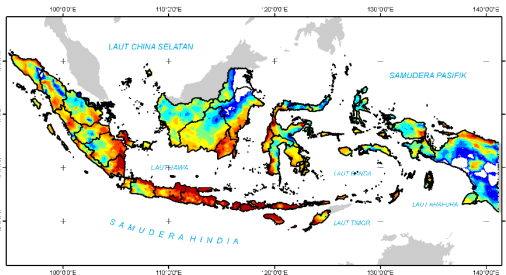 100°0'0"E 110°0'0"E 120°0'0"E 130°0'0"E 140°0'0"E
LAUT CHINA SELATAN
SAMUDERA PASIFIK
LAUT JAWA
LAUT BANDA
LAUT ARAFURA
LAUT TIMOR
SAMUDERA HINDIA
100°0'0"E 110°0'0"E 120°0'0"E 130°0'0"E 140°0'0"E